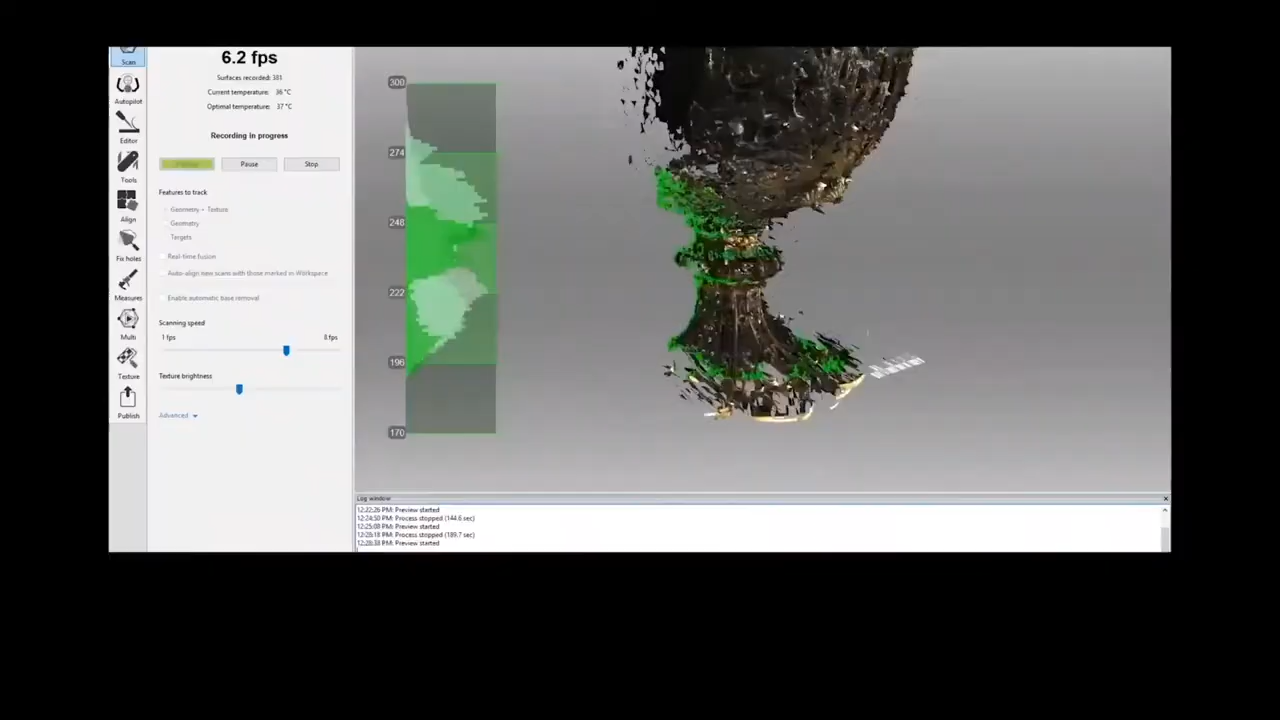 Scan
Autopilot
Editor
Tools
Align
Fix holes
Measures
Multi
Texture
Publish
6.2 fps
Surfaces recorded: 381
Current temperature: 36 °C
Optimal temperature: 37 °C
Recording in progress
Pause
Stop
Features to track
Geometry + Texture
Geometry
Targets
Real-time fusion
Auto-align new scans with those marked in Workspace
Enable automatic base removal
Scanning speed
1 fps
8 fps
Texture brightness
Advanced
300
274
248
222
196
170
Log window
12:22:26 PM: Preview started
12:24:50 PM: Process stopped (144.6 sec)
12:25:08 PM: Preview started
12:28:18 PM: Process stopped (189.7 sec)
12:28:38 PM: Preview started